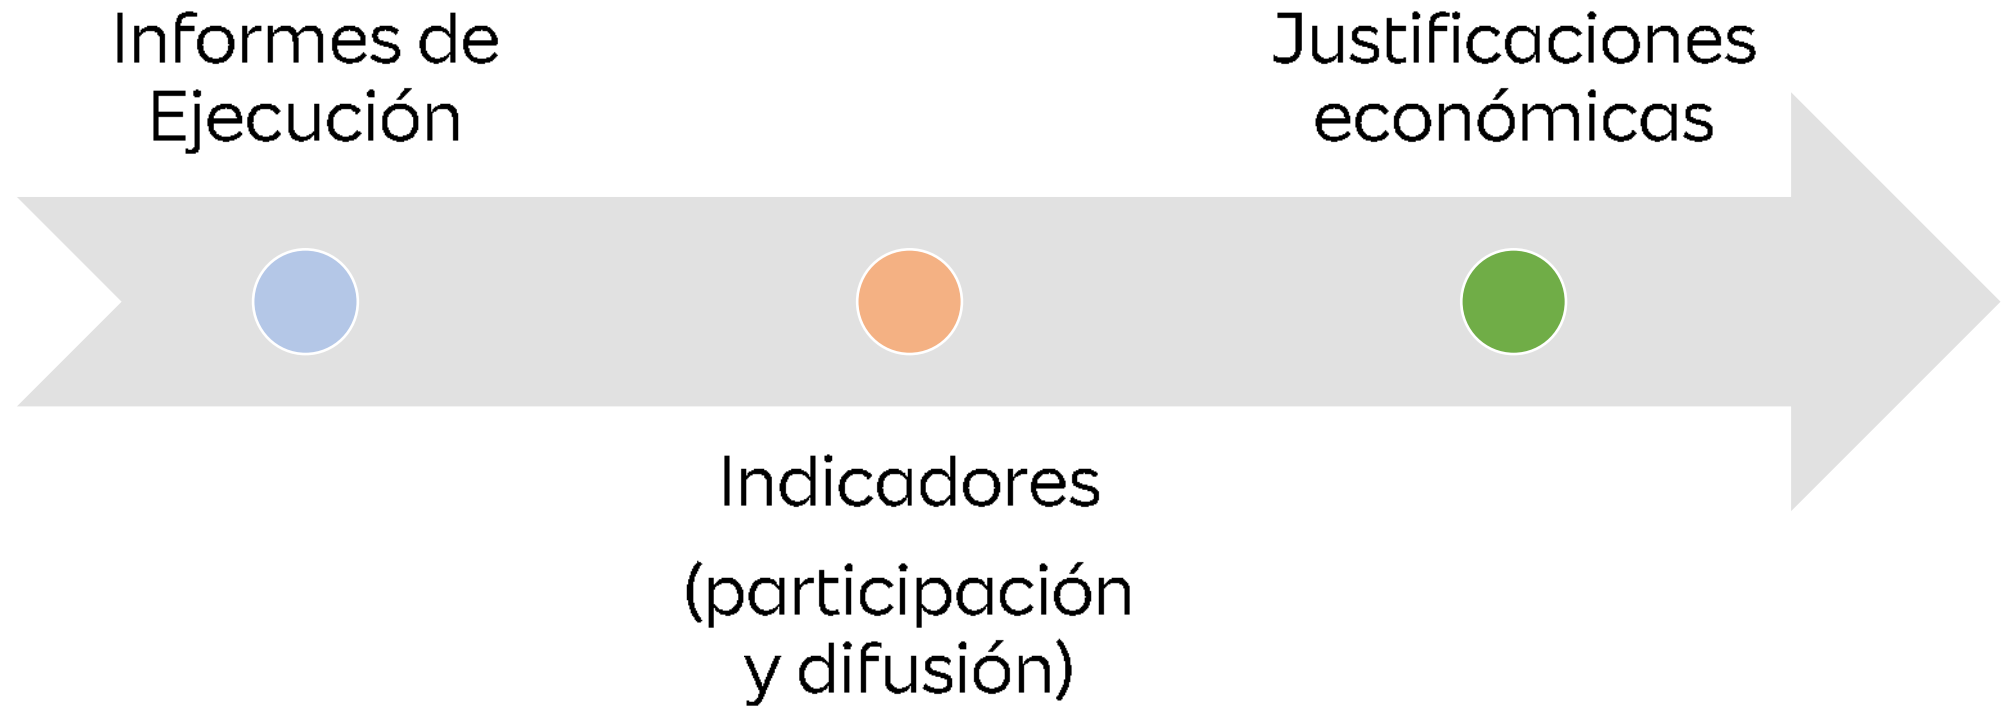 Informes de
Ejecución
Indicadores
(participación
y difusión)
Justificaciones
económicas